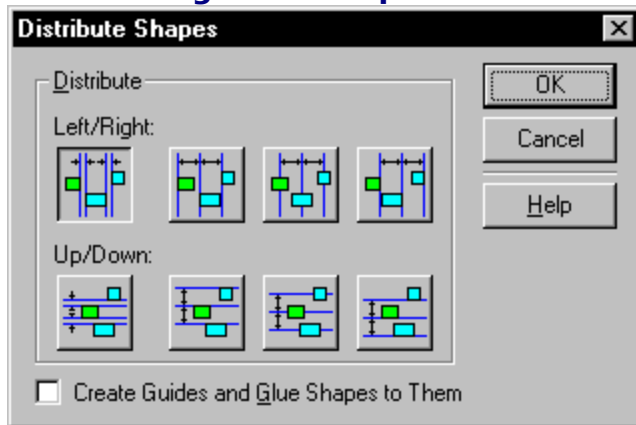 Distribute Shapes
Distribute
OK
Left/Right:
Cancel
Help
Up/Down:
Create Guides and Glue Shapes to Them